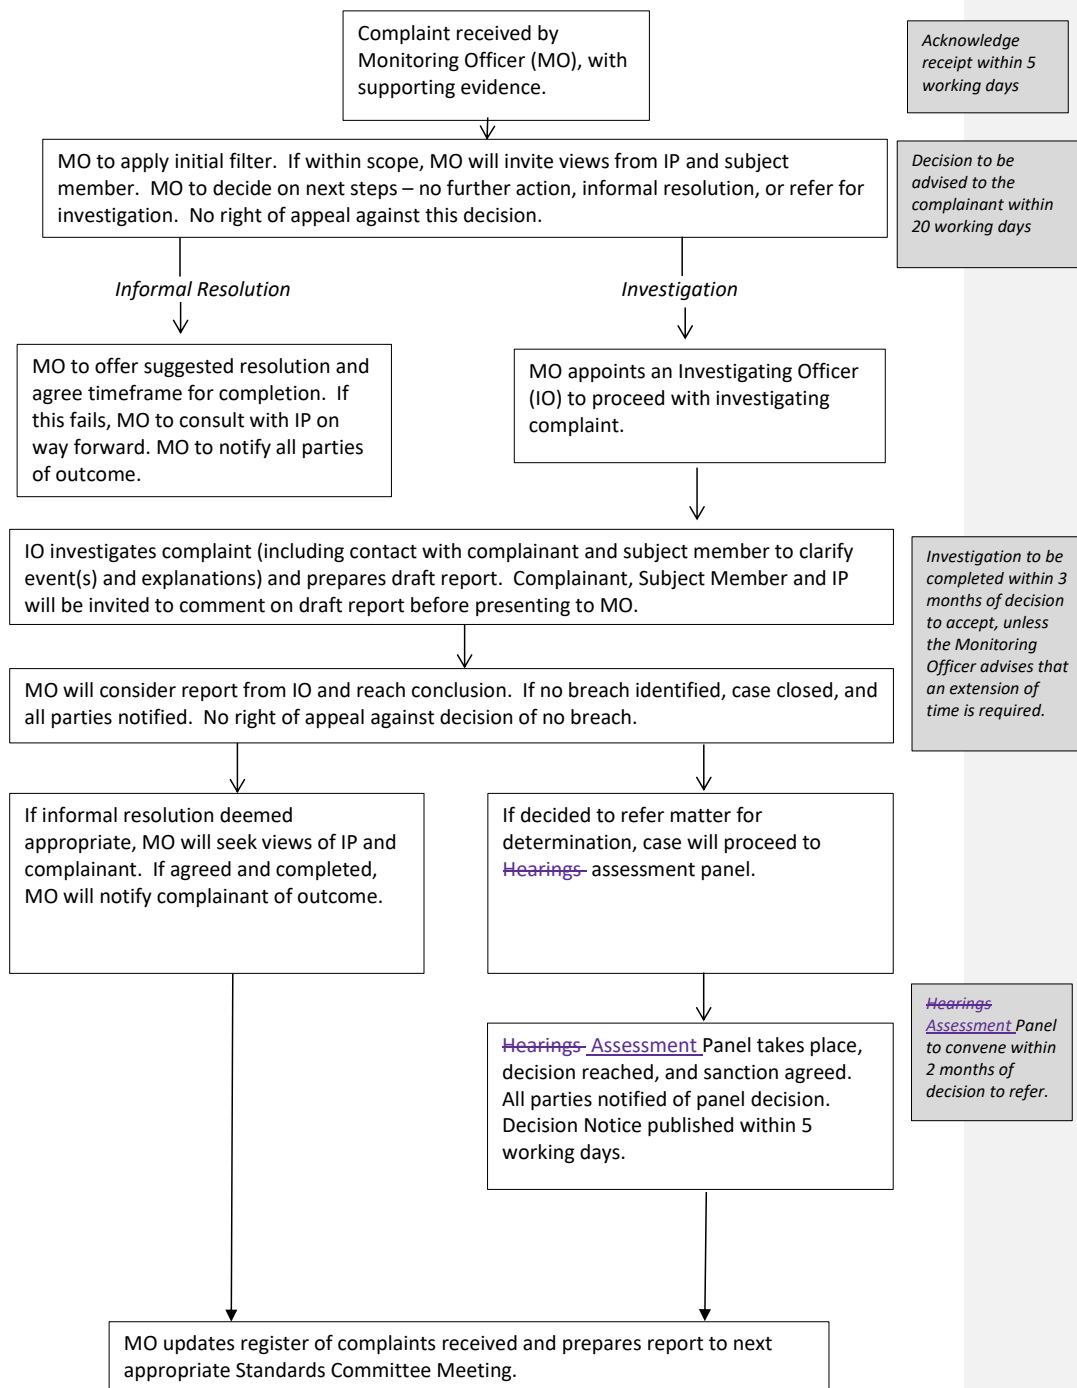 Complaint received by
Monitoring Officer (MO), with
supporting evidence.
Acknowledge
receipt within 5
working days
MO to apply initial filter.  If within scope, MO will invite views from IP and subject
member.  MO to decide on next steps – no further action, informal resolution, or refer for
investigation.  No right of appeal against this decision.
Decision to be
advised to the
complainant within
20 working days
Informal Resolution
Investigation
MO to offer suggested resolution and
agree timeframe for completion.  If
this fails, MO to consult with IP on
way forward. MO to notify all parties
of outcome.
MO appoints an Investigating Officer
(IO) to proceed with investigating
complaint.
IO investigates complaint (including contact with complainant and subject member to clarify
event(s) and explanations) and prepares draft report.  Complainant, Subject Member and IP
will be invited to comment on draft report before presenting to MO.
Investigation to be
completed within 3
months of decision
to accept, unless
the Monitoring
Officer advises that
an extension of
time is required.
MO will consider report from IO and reach conclusion.  If no breach identified, case closed, and
all parties notified.  No right of appeal against decision of no breach.
If informal resolution deemed
appropriate, MO will seek views of IP and
complainant.  If agreed and completed,
MO will notify complainant of outcome.
If decided to refer matter for
determination, case will proceed to
Hearings assessment panel.
Hearings
Assessment Panel
to convene within
2 months of
decision to refer.
Hearings Assessment Panel takes place,
decision reached, and sanction agreed.
All parties notified of panel decision.
Decision Notice published within 5
working days.
MO updates register of complaints received and prepares report to next
appropriate Standards Committee Meeting.